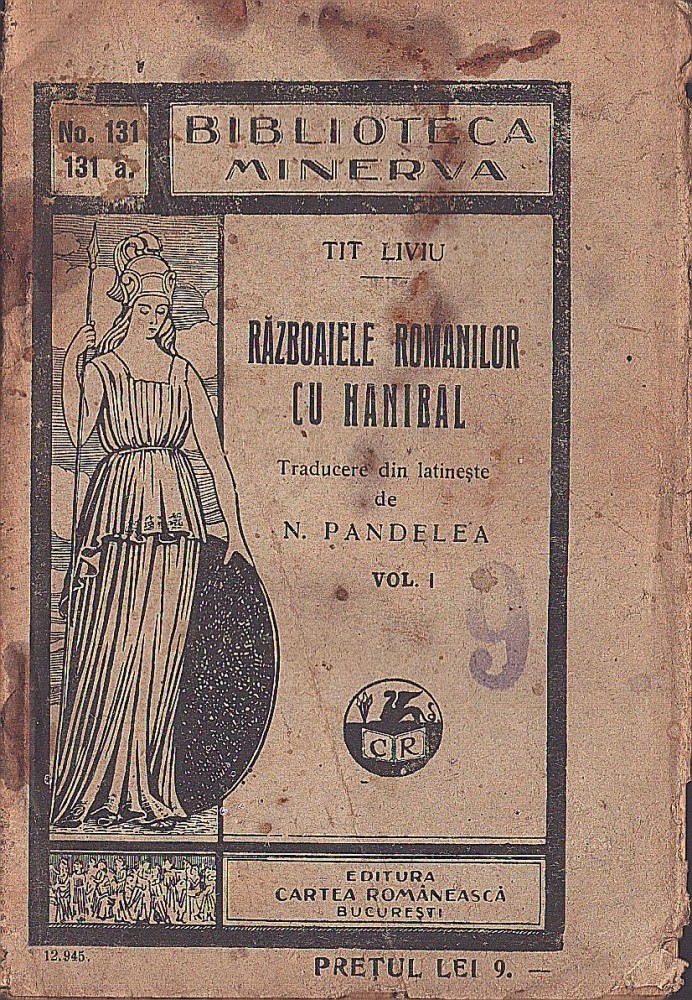 No. 131
131 a.
BIBLIOTECA
MINERVA
TIT LIVIU
RĂZBOAIELE ROMANILOR
CU HANIBAL
Traducere din latinește
de
N. PANDELEA
VOL. I
9
C R
EDITURA
CARTEA ROMÂNEASCĂ
BUCUREȘTI
12.945.
PREȚUL LEI 9. —